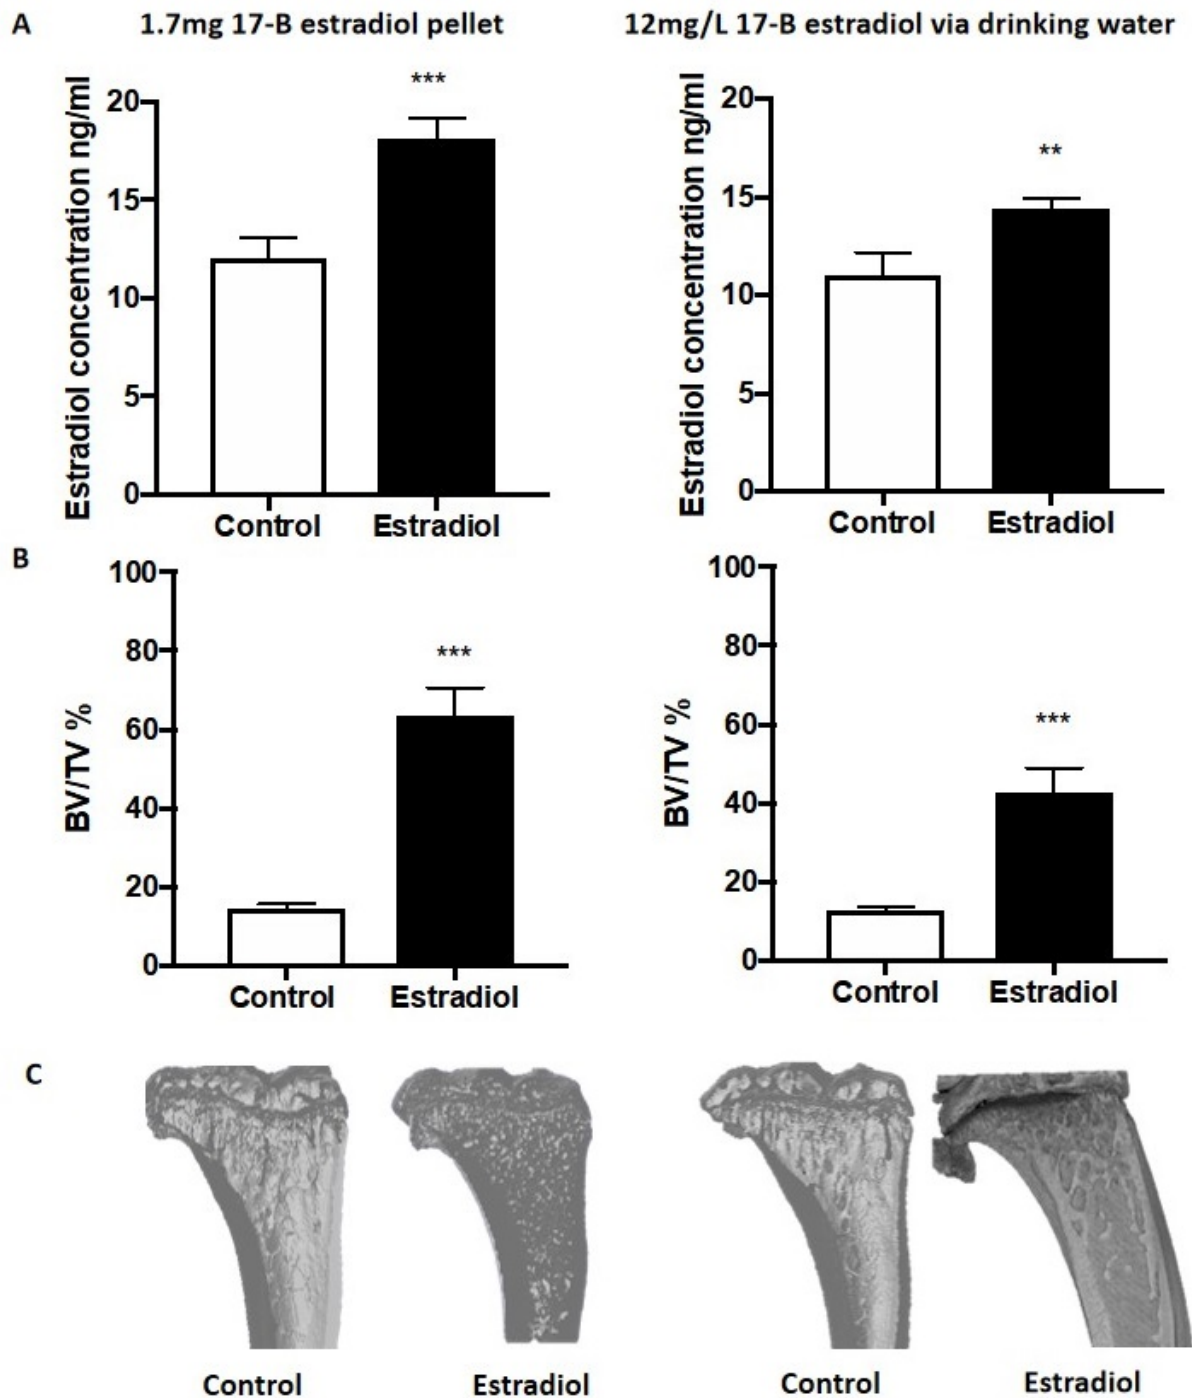 A
1.7mg 17-B estradiol pellet
12mg/L 17-B estradiol via drinking water
Estradiol concentration ng/ml
20
15
10
5
0
***
Control
Estradiol
Estradiol concentration ng/ml
20
15
10
5
0
**
Control
Estradiol
B
BV/TV %
100
80
60
40
20
0
***
Control
Estradiol
BV/TV %
100
80
60
40
20
0
***
Control
Estradiol
C
Control
Estradiol
Control
Estradiol